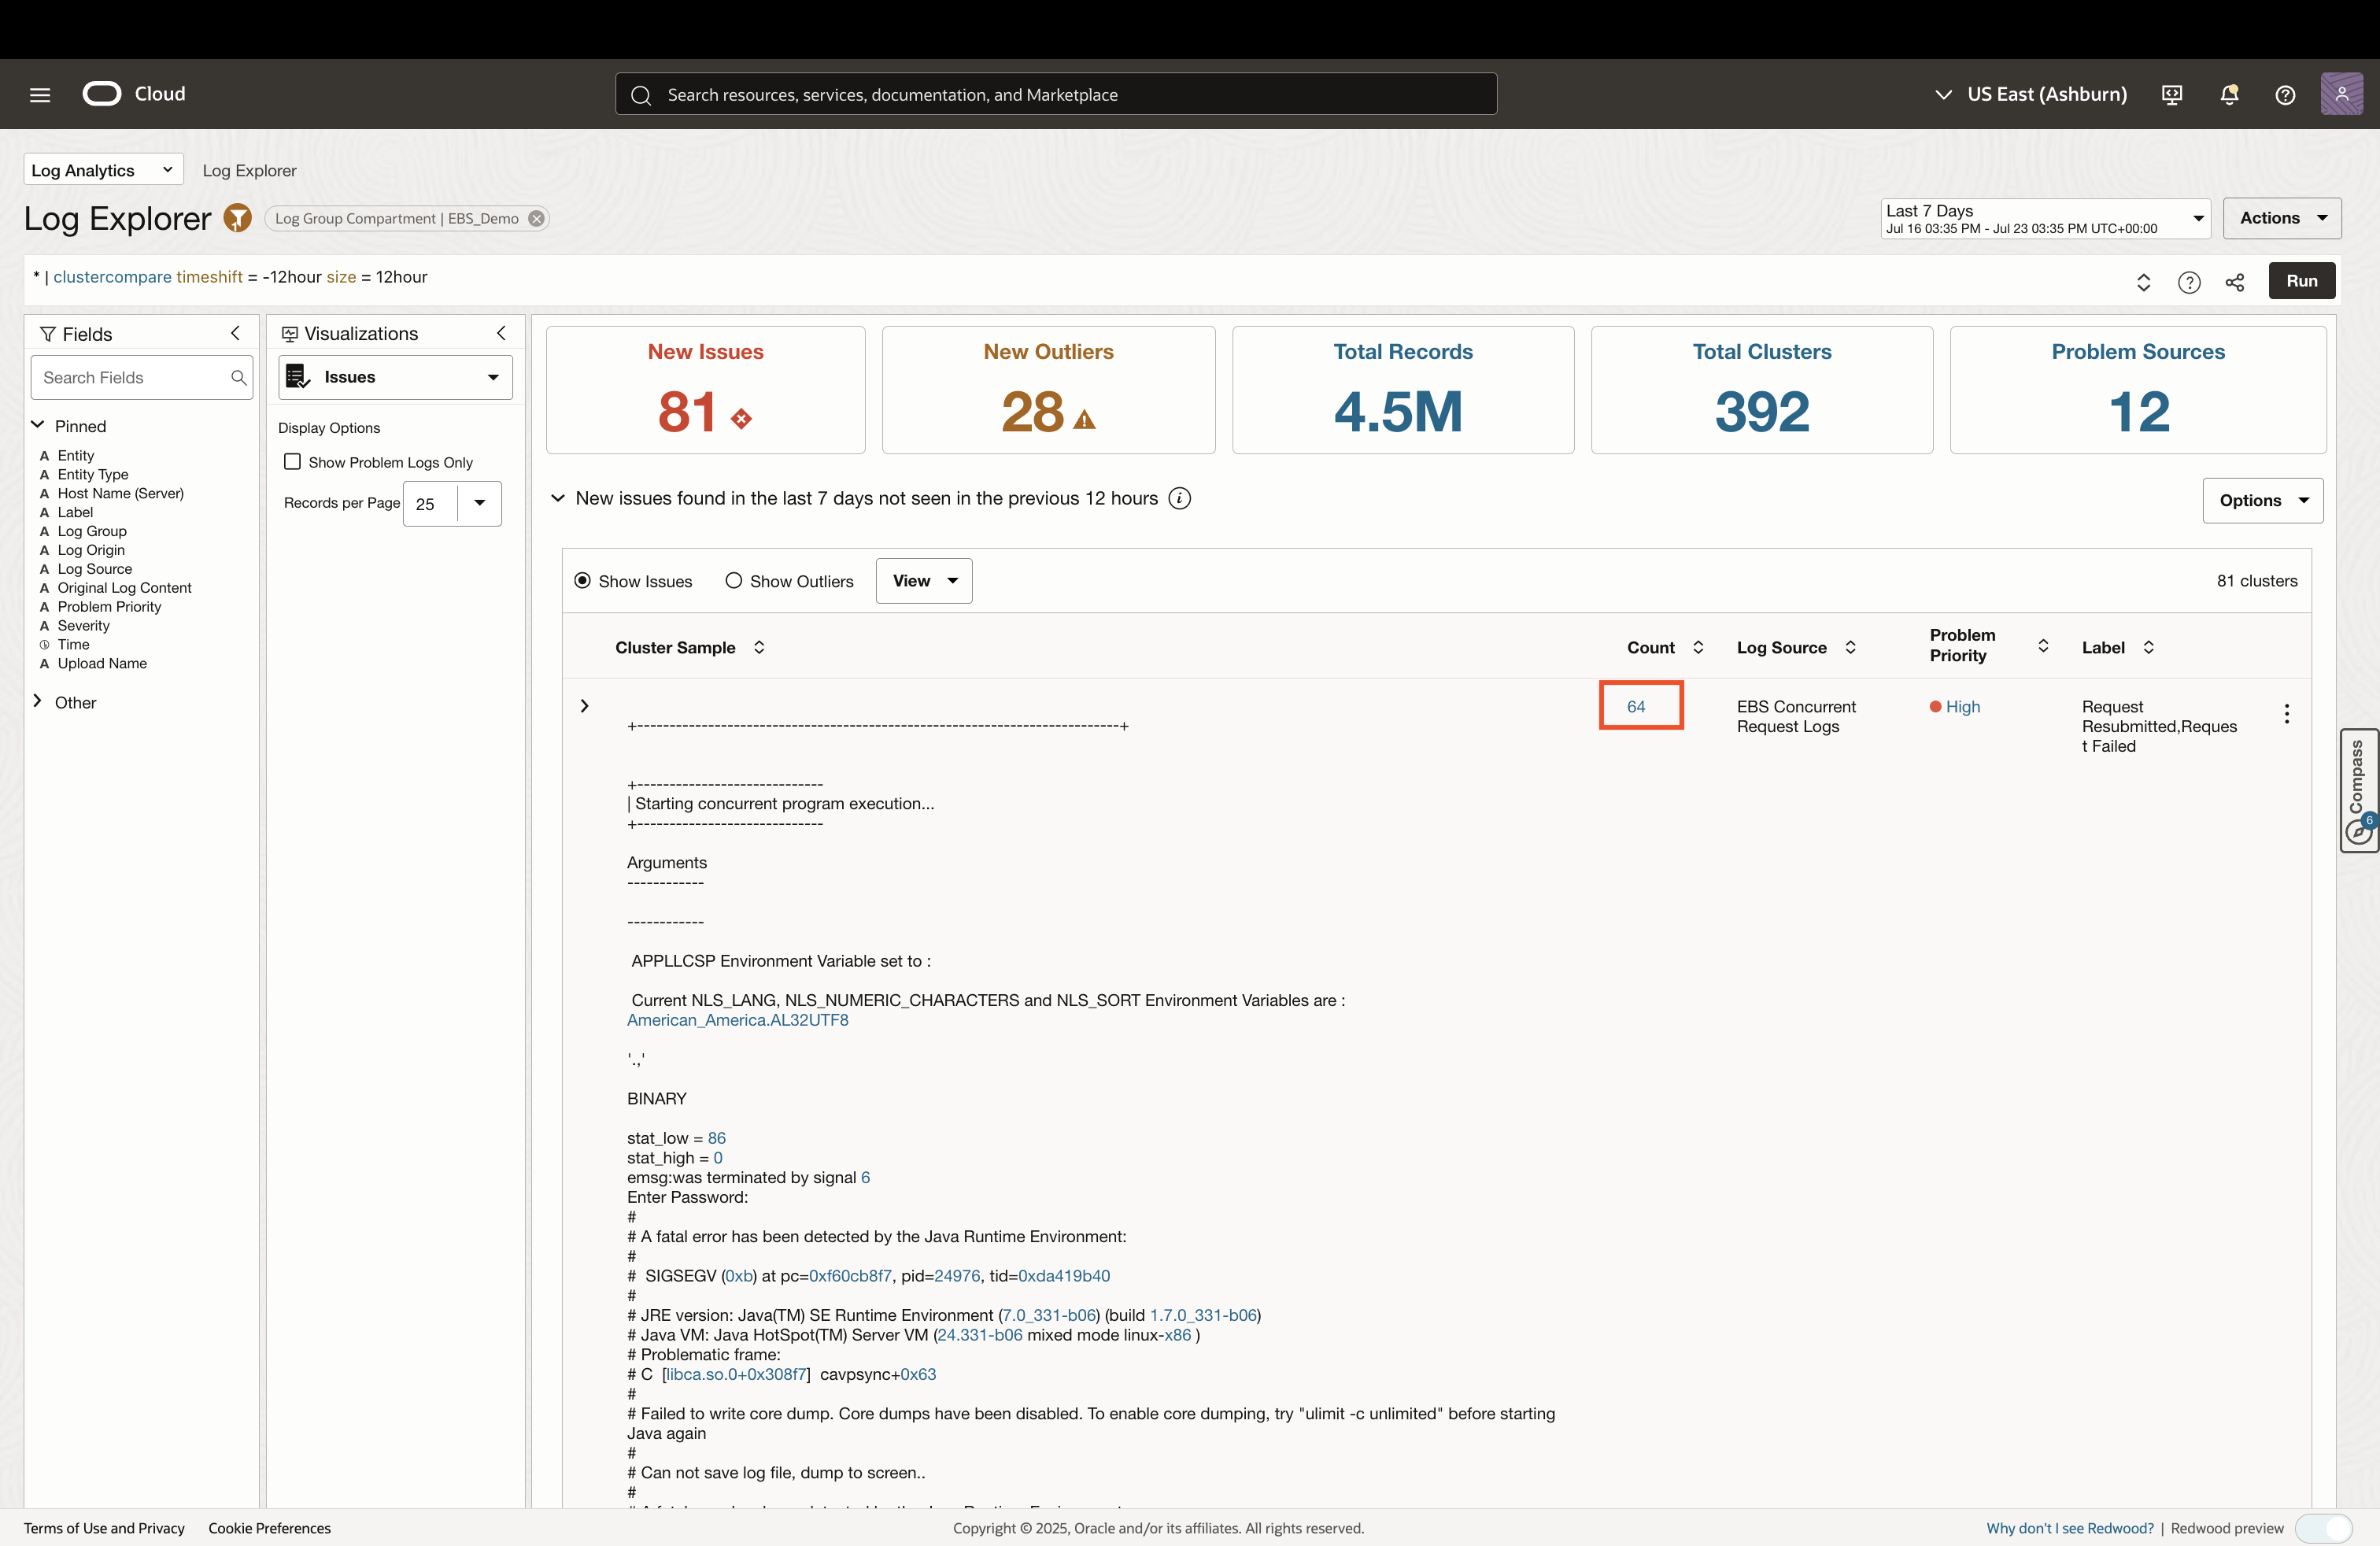 Cloud
Search resources, services, documentation, and Marketplace
US East (Ashburn)
Log Analytics
Log Explorer
Log Explorer
Log Group Compartment | EBS_Demo
Last 7 Days
Jul 16 03:35 PM - Jul 23 03:35 PM UTC+00:00
Actions
* | clustercompare timeshift = -12hour size = 12hour
Run
Fields
Search Fields
Pinned
A Entity
A Entity Type
A Host Name (Server)
A Label
A Log Group
A Log Origin
A Log Source
A Original Log Content
A Problem Priority
A Severity
Time
A Upload Name
Other
Visualizations
Issues
Display Options
Show Problem Logs Only
Records per Page 25
New Issues
81
New Outliers
28
Total Records
4.5M
Total Clusters
392
Problem Sources
12
New issues found in the last 7 days not seen in the previous 12 hours
Options
Show Issues Show Outliers View 81 clusters
Cluster Sample Count Log Source Problem Priority Label
64
EBS Concurrent
Request Logs
High
Request
Resubmitted,Reques
t Failed
+---------------------------------------------------------------------------+
+-----------------------------
| Starting concurrent program execution...
+-----------------------------
Arguments
------------
------------
APPLLCSP Environment Variable set to :
Current NLS_LANG, NLS_NUMERIC_CHARACTERS and NLS_SORT Environment Variables are :
American_America.AL32UTF8
'.,'
BINARY
stat_low = 86
stat_high = 0
emsg:was terminated by signal 6
Enter Password:
#
# A fatal error has been detected by the Java Runtime Environment:
#
# SIGSEGV (0xb) at pc=0xf60cb8f7, pid=24976, tid=0xda419b40
#
# JRE version: Java(TM) SE Runtime Environment (7.0_331-b06) (build 1.7.0_331-b06)
# Java VM: Java HotSpot(TM) Server VM (24.331-b06 mixed mode linux-x86 )
# Problematic frame:
# C [libca.so.0+0x308f7] cavpsync+0x63
#
# Failed to write core dump. Core dumps have been disabled. To enable core dumping, try "ulimit -c unlimited" before starting
Java again
#
# Can not save log file, dump to screen..
#
Compass
6
Terms of Use and Privacy Cookie Preferences
Copyright © 2025, Oracle and/or its affiliates. All rights reserved.
Why don't I see Redwood? | Redwood preview